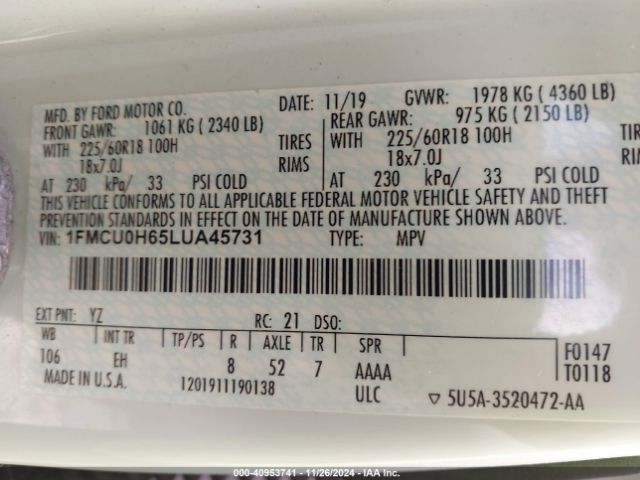 MFD. BY FORD MOTOR CO. DATE: 11/19 GVWR: 1978 KG ( 4360 LB)
FRONT GAWR: 1061 KG ( 2340 LB) REAR GAWR: 975 KG ( 2150 LB)
WITH 225/60R18 100H TIRES WITH 225/60R18 100H TIRE
18x7.0J RIMS 18x7.0J RIMS
AT 230 kPa/ 33 PSI COLD AT 230 kPa/ 33 PSI COLD
THIS VEHICLE CONFORMS TO ALL APPLICABLE FEDERAL MOTOR VEHICLE SAFETY AND THEFT
PREVENTION STANDARDS IN EFFECT ON THE DATE OF MANUFACTURE SHOWN ABOVE.
VIN: 1FMCU0H65LUA45731 TYPE: MPV
EXT PNT: YZ RC: 21 DSO:
WB INT TR TP/PS R AXLE TR SPR
106 EH 8 52 7 AAAA F0147
MADE IN U.S.A. 1201911190138 ULC T0118
▽ 5U5A-3520472-AA
000-40953741 - 11/26/2024 - IAA Inc.